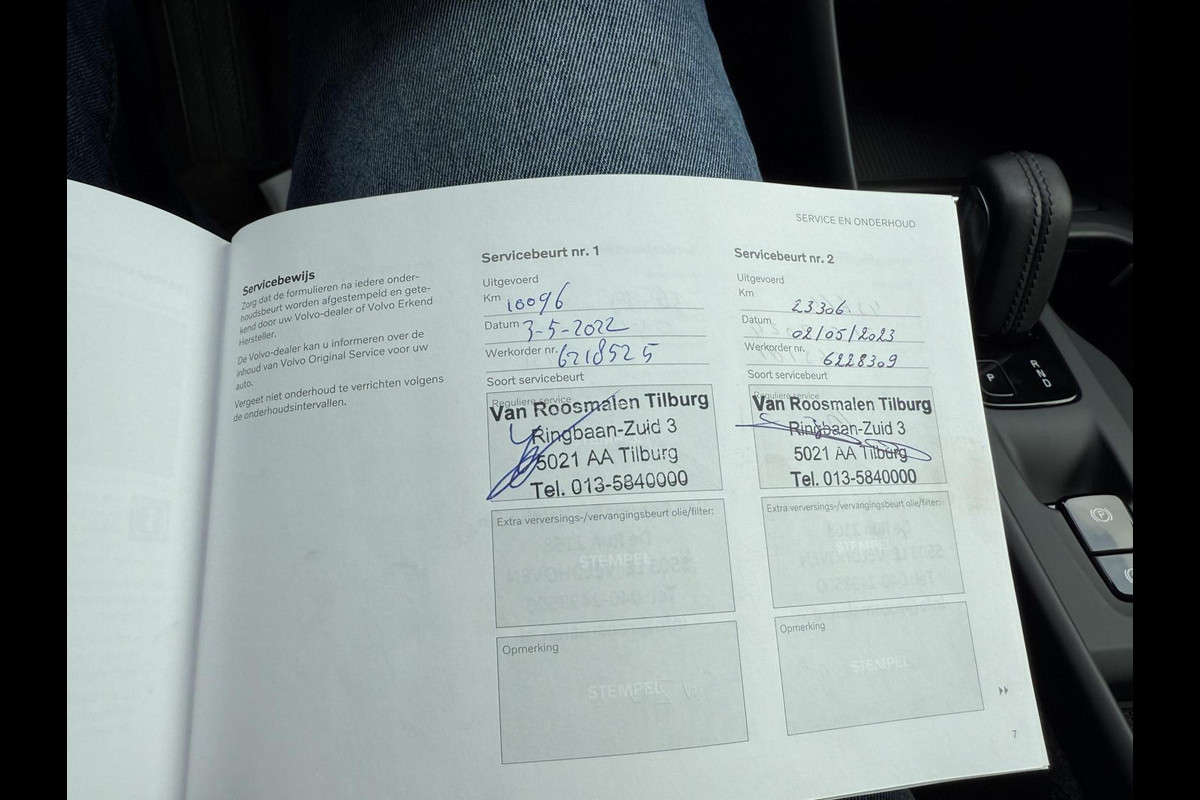 SERVICE EN ONDERHOUD
Servicebewijs
Zorg dat de formulieren na iedere onder-
houdsbeurt worden afgestempeld en gete-
kend door uw Volvo-dealer of Volvo Erkend
Hersteller.
De Volvo-dealer kan u informeren over de
inhoud van Volvo Original Service voor uw
auto.
Vergeet niet onderhoud te verrichten volgens
de onderhoudsintervallen.
Servicebeurt nr. 1
Uitgevoerd
Km 10096
Datum 3-5-2022
Werkorder nr. 6218525
Soort servicebeurt
Reguliere service
Van Roosmalen Tilburg
Ringbaan-Zuid 3
5021 AA Tilburg
Tel. 013-5840000
Extra verversings-/vervangingsbeurt olie/filter:
STEMPEL
Opmerking
STEMPEL
Servicebeurt nr. 2
Uitgevoerd
Km 23306
Datum 02/05/2023
Werkorder nr. 6228309
Soort servicebeurt
Reguliere service
Van Roosmalen Tilburg
Ringbaan-Zuid 3
5021 AA Tilburg
Tel. 013-5840000
Extra verversings-/vervangingsbeurt olie/filter:
STEMPEL
Opmerking
STEMPEL
7
R
N
D
P
P